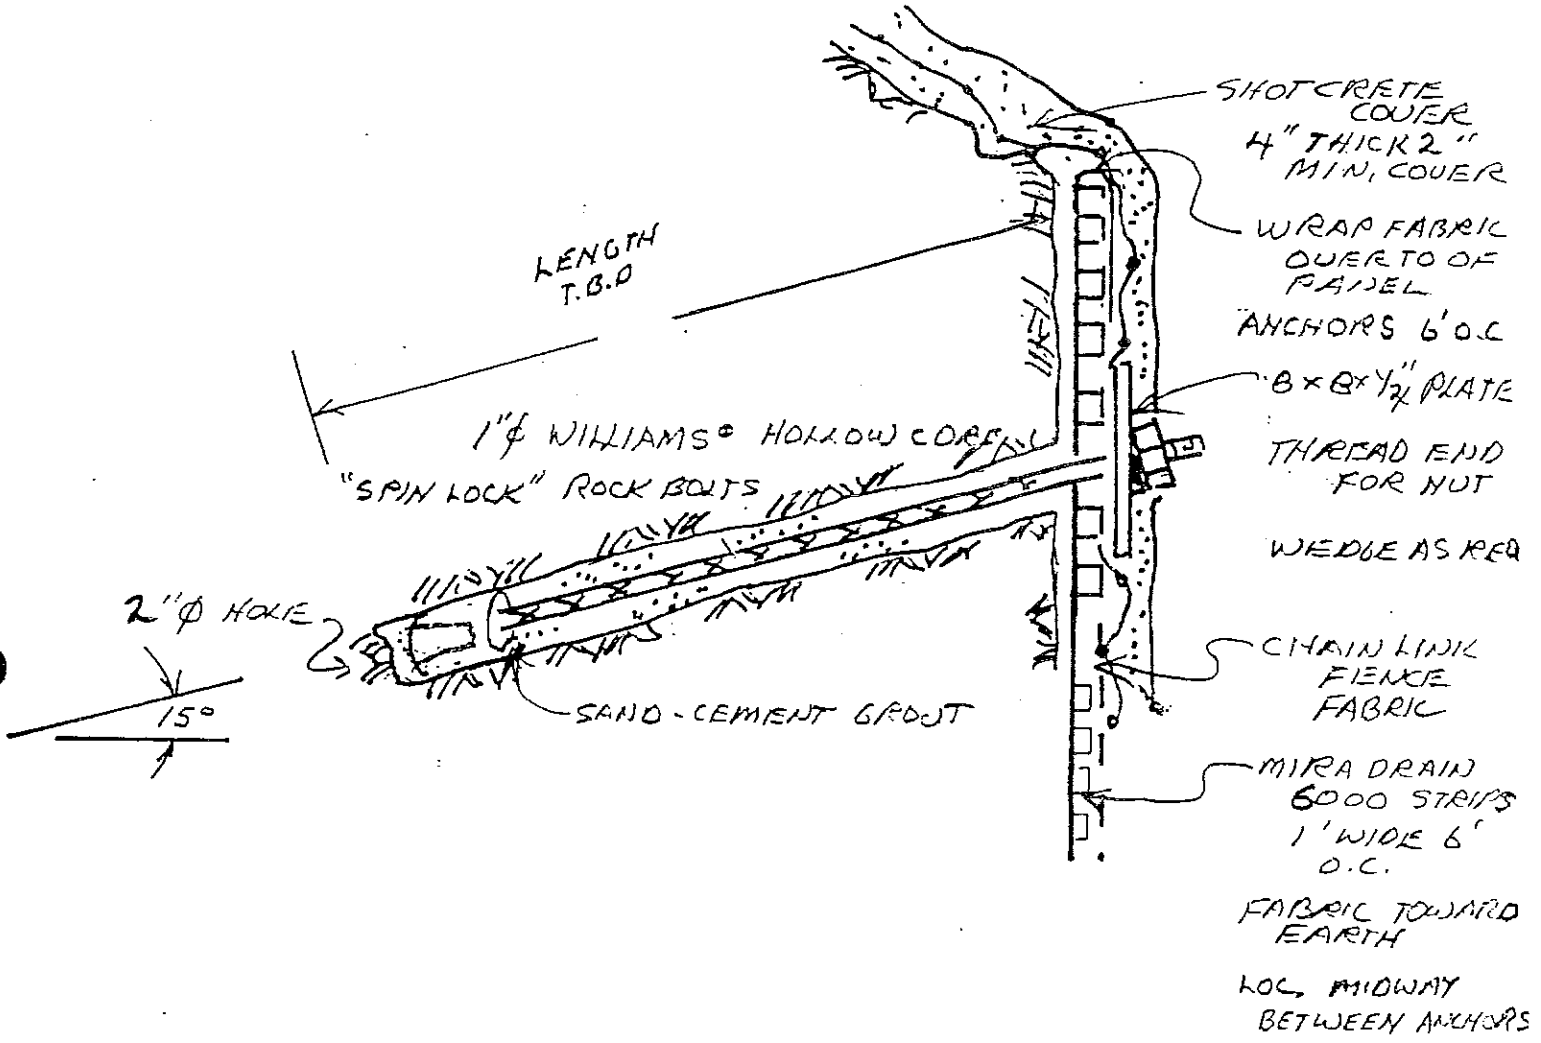 SHOTCRETE
COVER
4" THICK 2"
MIN, COVER
WRAP FABRIC
OVER TO OF
PANEL
ANCHORS 6' O.C
8 x 8 x 1/2" PLATE
THREAD END
FOR NUT
WEDGE AS REQ
CHAIN LINK
FENCE
FABRIC
MIRA DRAIN
6000 STRIPS
1' WIDE 6'
O.C.
FABRIC TOWARD
EARTH
LOC. MIDWAY
BETWEEN ANCHORS
LENGTH
T.B.D
1"φ WILLIAMS® HOLLOW CORE
"SPIN LOCK" ROCK BOLTS
2"φ HOLE
15°
SAND-CEMENT GROUT